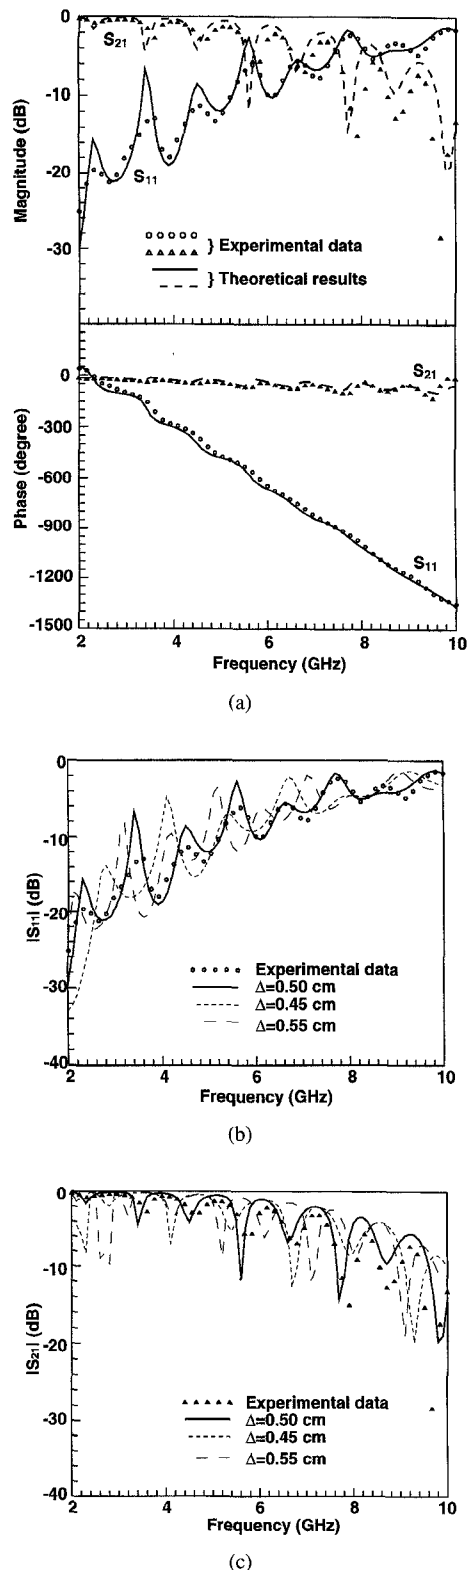 0
S21
-10
Magnitude (dB)
-20
S11
-30
} Experimental data
} Theoretical results
S21
0
-300
Phase (degree)
-600
-900
S11
-1200
-1500
2 4 6 8 10
Frequency (GHz)
(a)
0
-10
|S11| (dB)
-20
-30
-40
Experimental data
Δ=0.50 cm
Δ=0.45 cm
Δ=0.55 cm
2 4 6 8 10
Frequency (GHz)
(b)
0
-10
|S21| (dB)
-20
-30
-40
Experimental data
Δ=0.50 cm
Δ=0.45 cm
Δ=0.55 cm
2 4 6 8 10
Frequency (GHz)
(c)